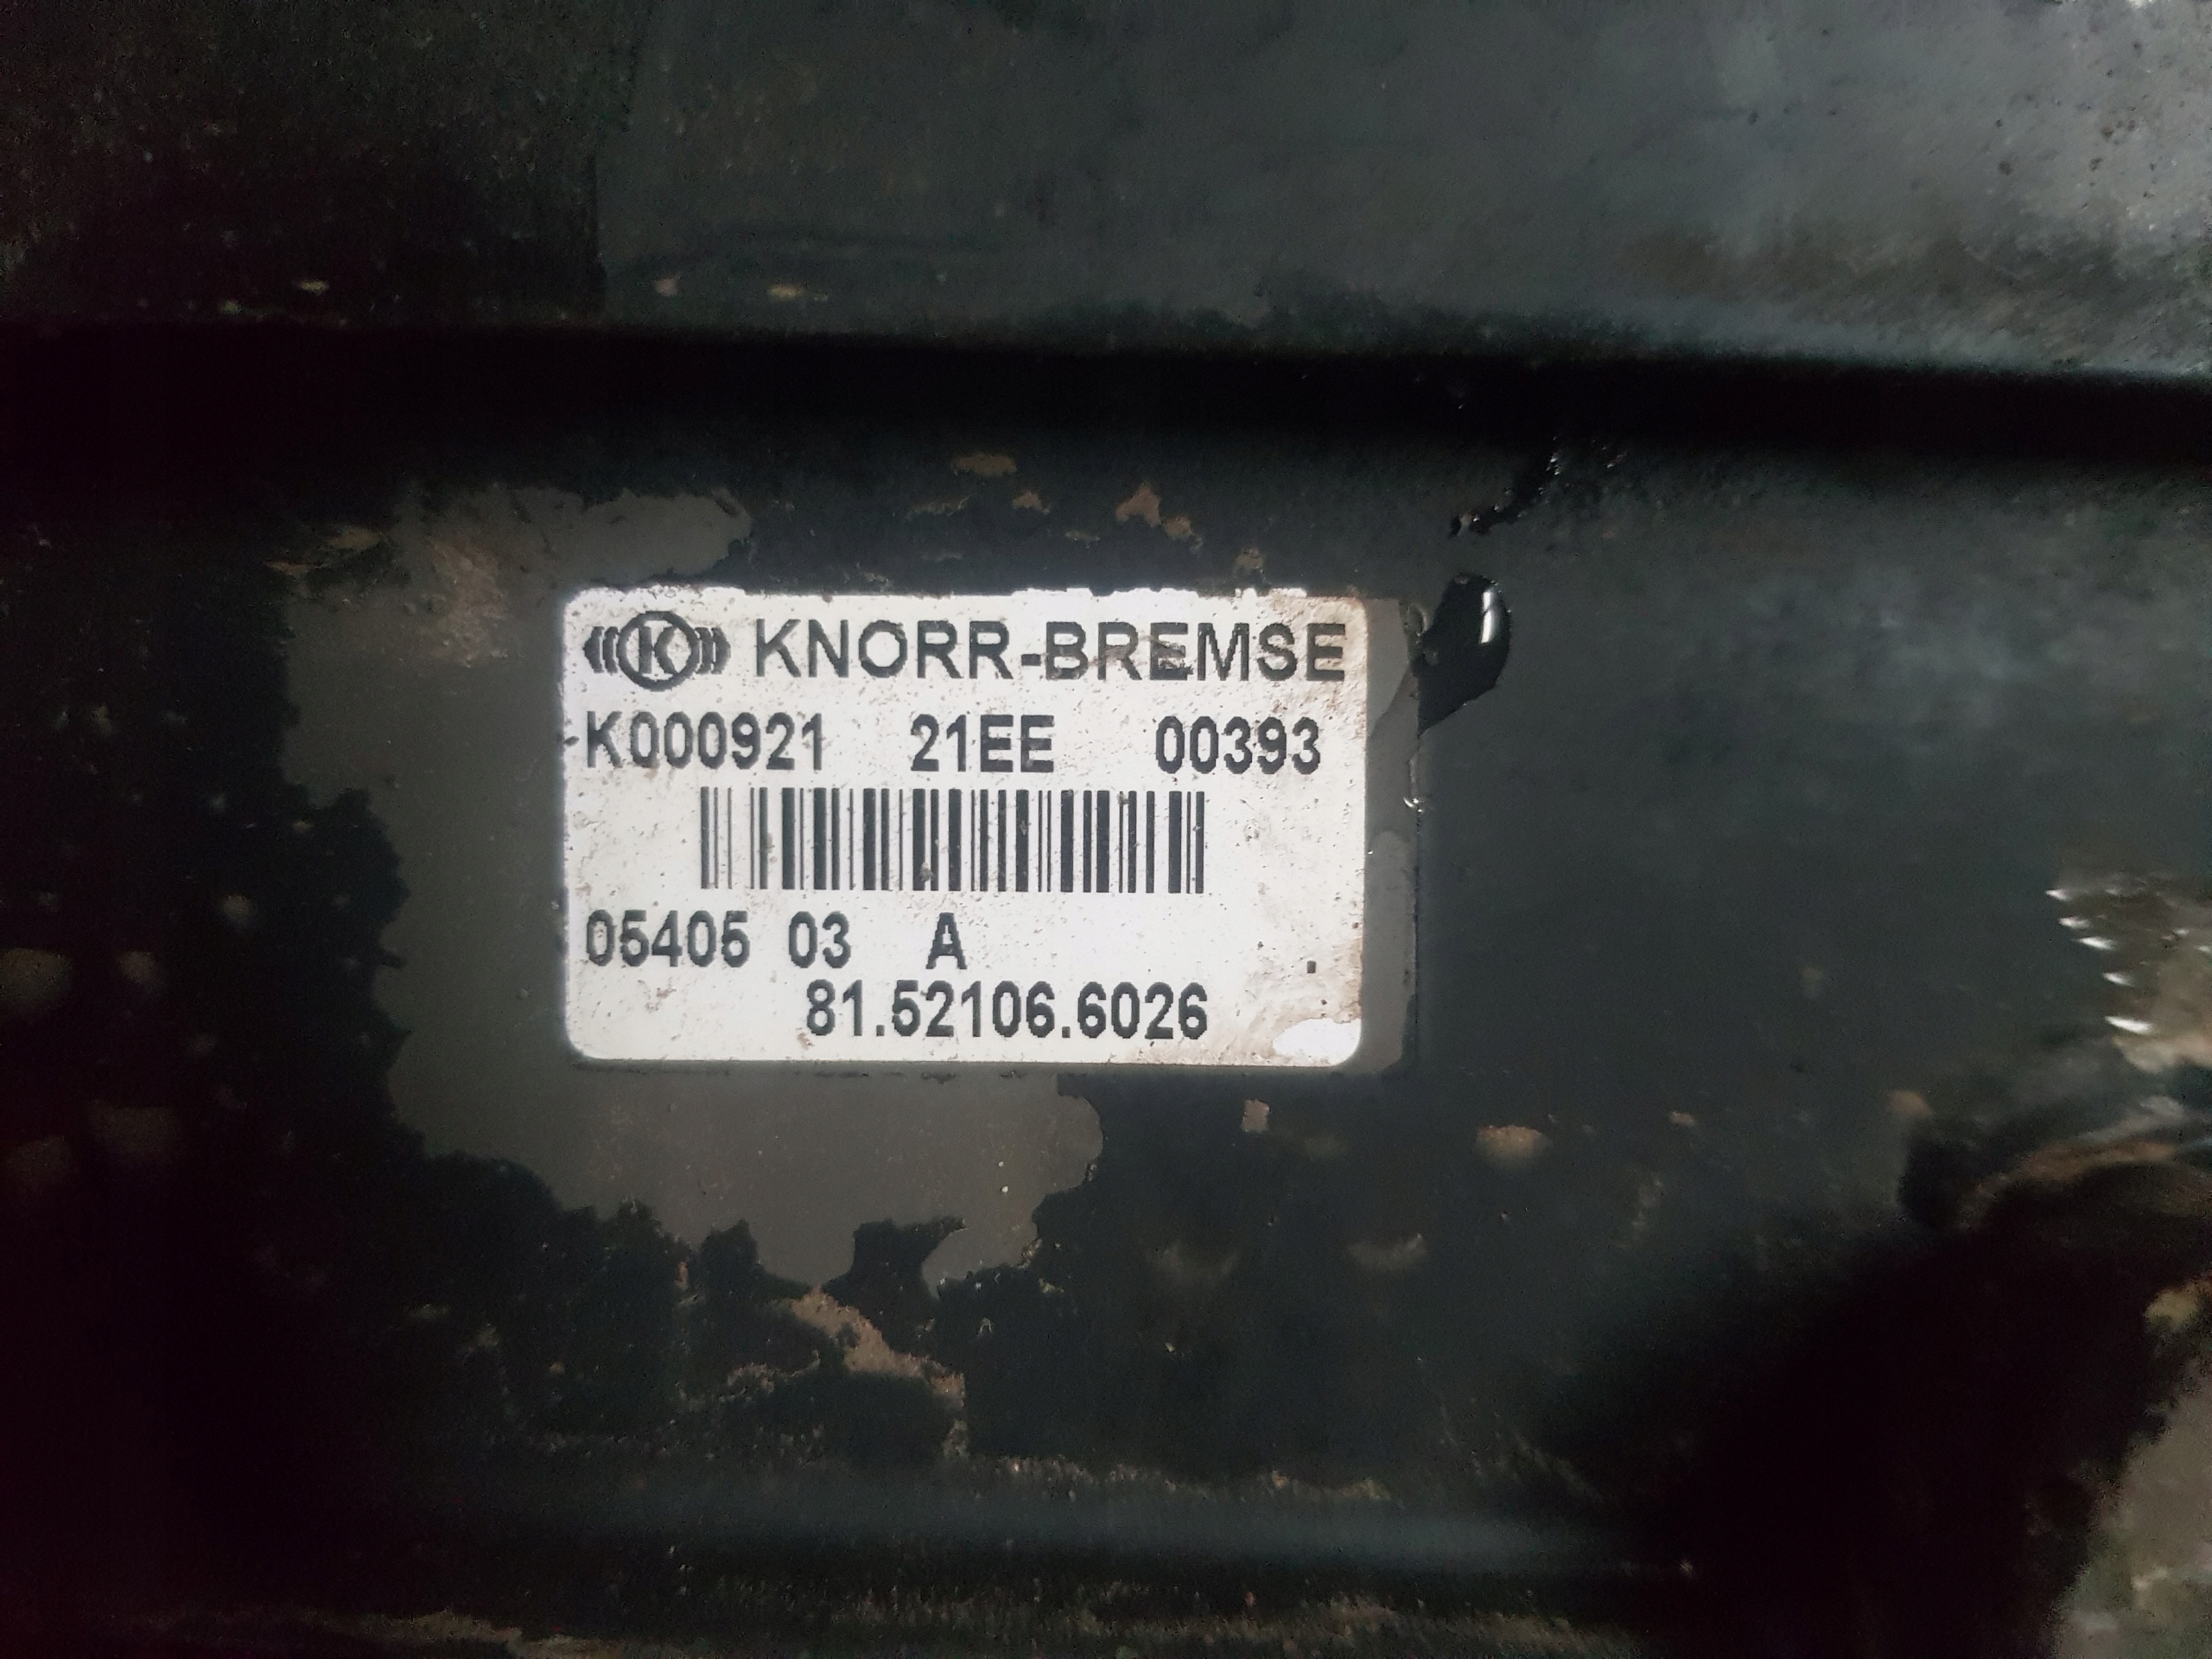 K KNORR-BREMSE
K000921 21EE 00393
05405 03 A .
81.52106.6026